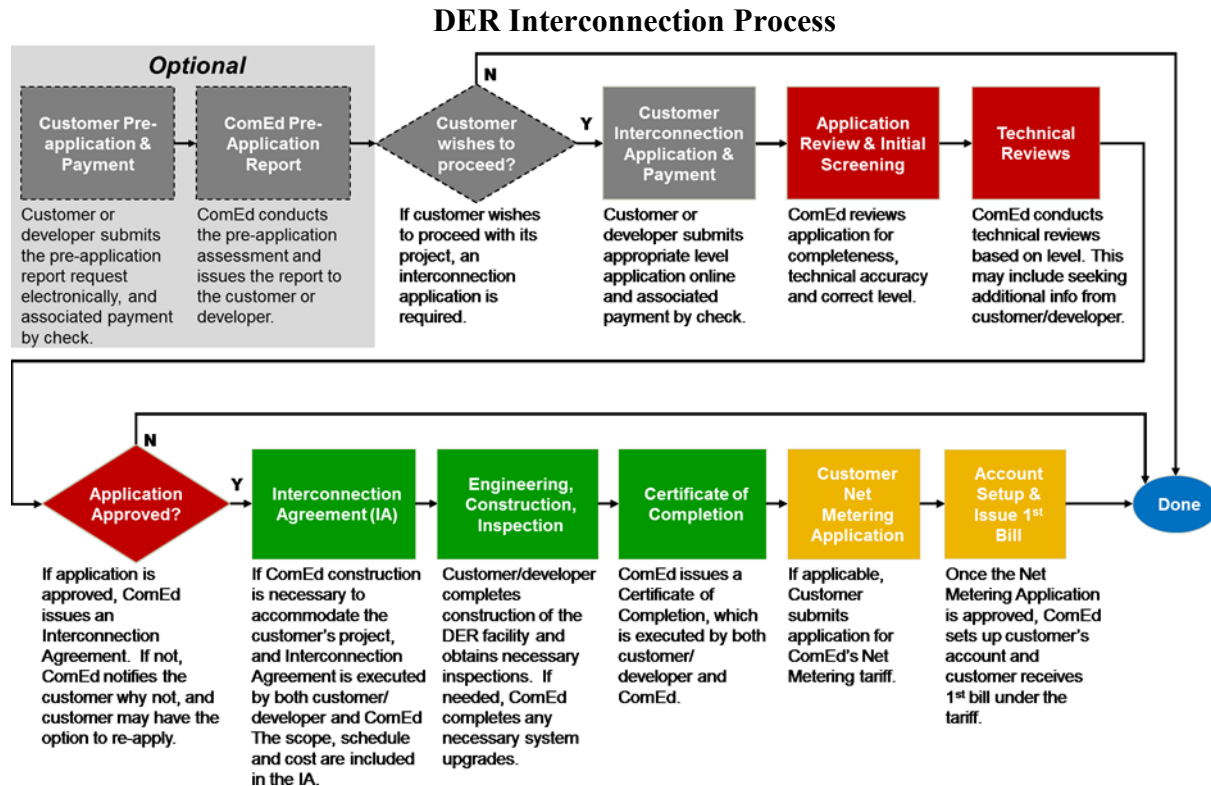 DER Interconnection Process
Optional
N
Customer Pre-
application &
Payment
ComEd Pre-
Application
Report
Customer
wishes to
proceed?
Y
Customer
Interconnection
Application &
Payment
Application
Review & Initial
Screening
Technical
Reviews
Customer or
developer submits
the pre-application
report request
electronically, and
associated payment
by check.
ComEd conducts
the pre-application
assessment and
issues the report to
the customer or
developer.
If customer wishes
to proceed with its
project, an
interconnection
application is
required.
Customer or
developer submits
appropriate level
application online
and associated
payment by check.
ComEd reviews
application for
completeness,
technical accuracy
and correct level.
ComEd conducts
technical reviews
based on level. This
may include seeking
additional info from
customer/developer.
N
Application
Approved?
Y
Interconnection
Agreement (IA)
Engineering,
Construction,
Inspection
Certificate of
Completion
Customer
Net
Metering
Application
Account
Setup &
Issue 1st
Bill
Done
If application is
approved, ComEd
issues an
Interconnection
Agreement. If not,
ComEd notifies the
customer why not, and
customer may have the
option to re-apply.
If ComEd construction
is necessary to
accommodate the
customer's project,
and Interconnection
Agreement is executed
by both customer/
developer and ComEd
The scope, schedule
and cost are included
in the IA.
Customer/developer
completes
construction of the
DER facility and
obtains necessary
inspections. If
needed, ComEd
completes any
necessary system
upgrades.
ComEd issues a
Certificate of
Completion, which
is executed by both
customer/
developer and
ComEd.
If applicable,
Customer
submits
application for
ComEd's Net
Metering tariff.
Once the Net
Metering Application
is approved, ComEd
sets up customer's
account and
customer receives
1st bill under the
tariff.